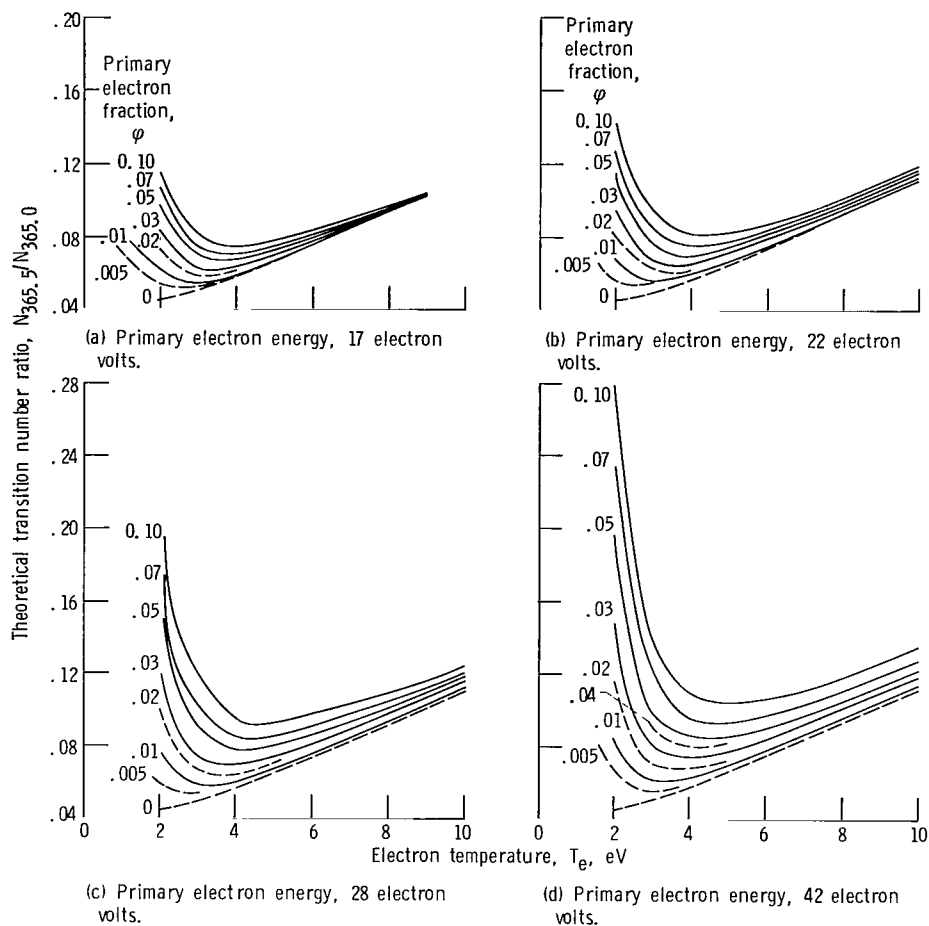 Theoretical transition number ratio, N365.5/N365.0
.20
.16
.12
.08
.04
Primary
electron
fraction,
φ
0.10
.07
.05
.03
.02
.01
.005
0
(a) Primary electron energy, 17 electron
volts.
Primary
electron
fraction,
φ
0.10
.07
.05
.03
.02
.01
.005
0
(b) Primary electron energy, 22 electron
volts.
.28
.24
.20
.16
.12
.08
.04
0.10
.07
.05
.03
.02
.01
.005
0
0 2 4 6 8 10
(c) Primary electron energy, 28 electron
volts.
0.10
.07
.05
.03
.02
.04
.01
.005
0 2 4 6 8 10
Electron temperature, Te, eV
(d) Primary electron energy, 42 electron
volts.